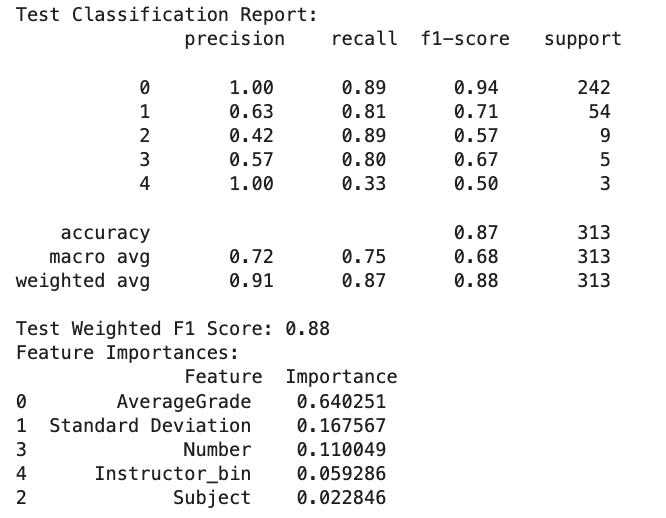 Test Classification Report:
precision recall f1-score support
0 1.00 0.89 0.94 242
1 0.63 0.81 0.71 54
2 0.42 0.89 0.57 9
3 0.57 0.80 0.67 5
4 1.00 0.33 0.50 3
accuracy 0.87 313
macro avg 0.72 0.75 0.68 313
weighted avg 0.91 0.87 0.88 313
Test Weighted F1 Score: 0.88
Feature Importances:
Feature Importance
0 AverageGrade 0.640251
1 Standard Deviation 0.167567
3 Number 0.110049
4 Instructor_bin 0.059286
2 Subject 0.022846